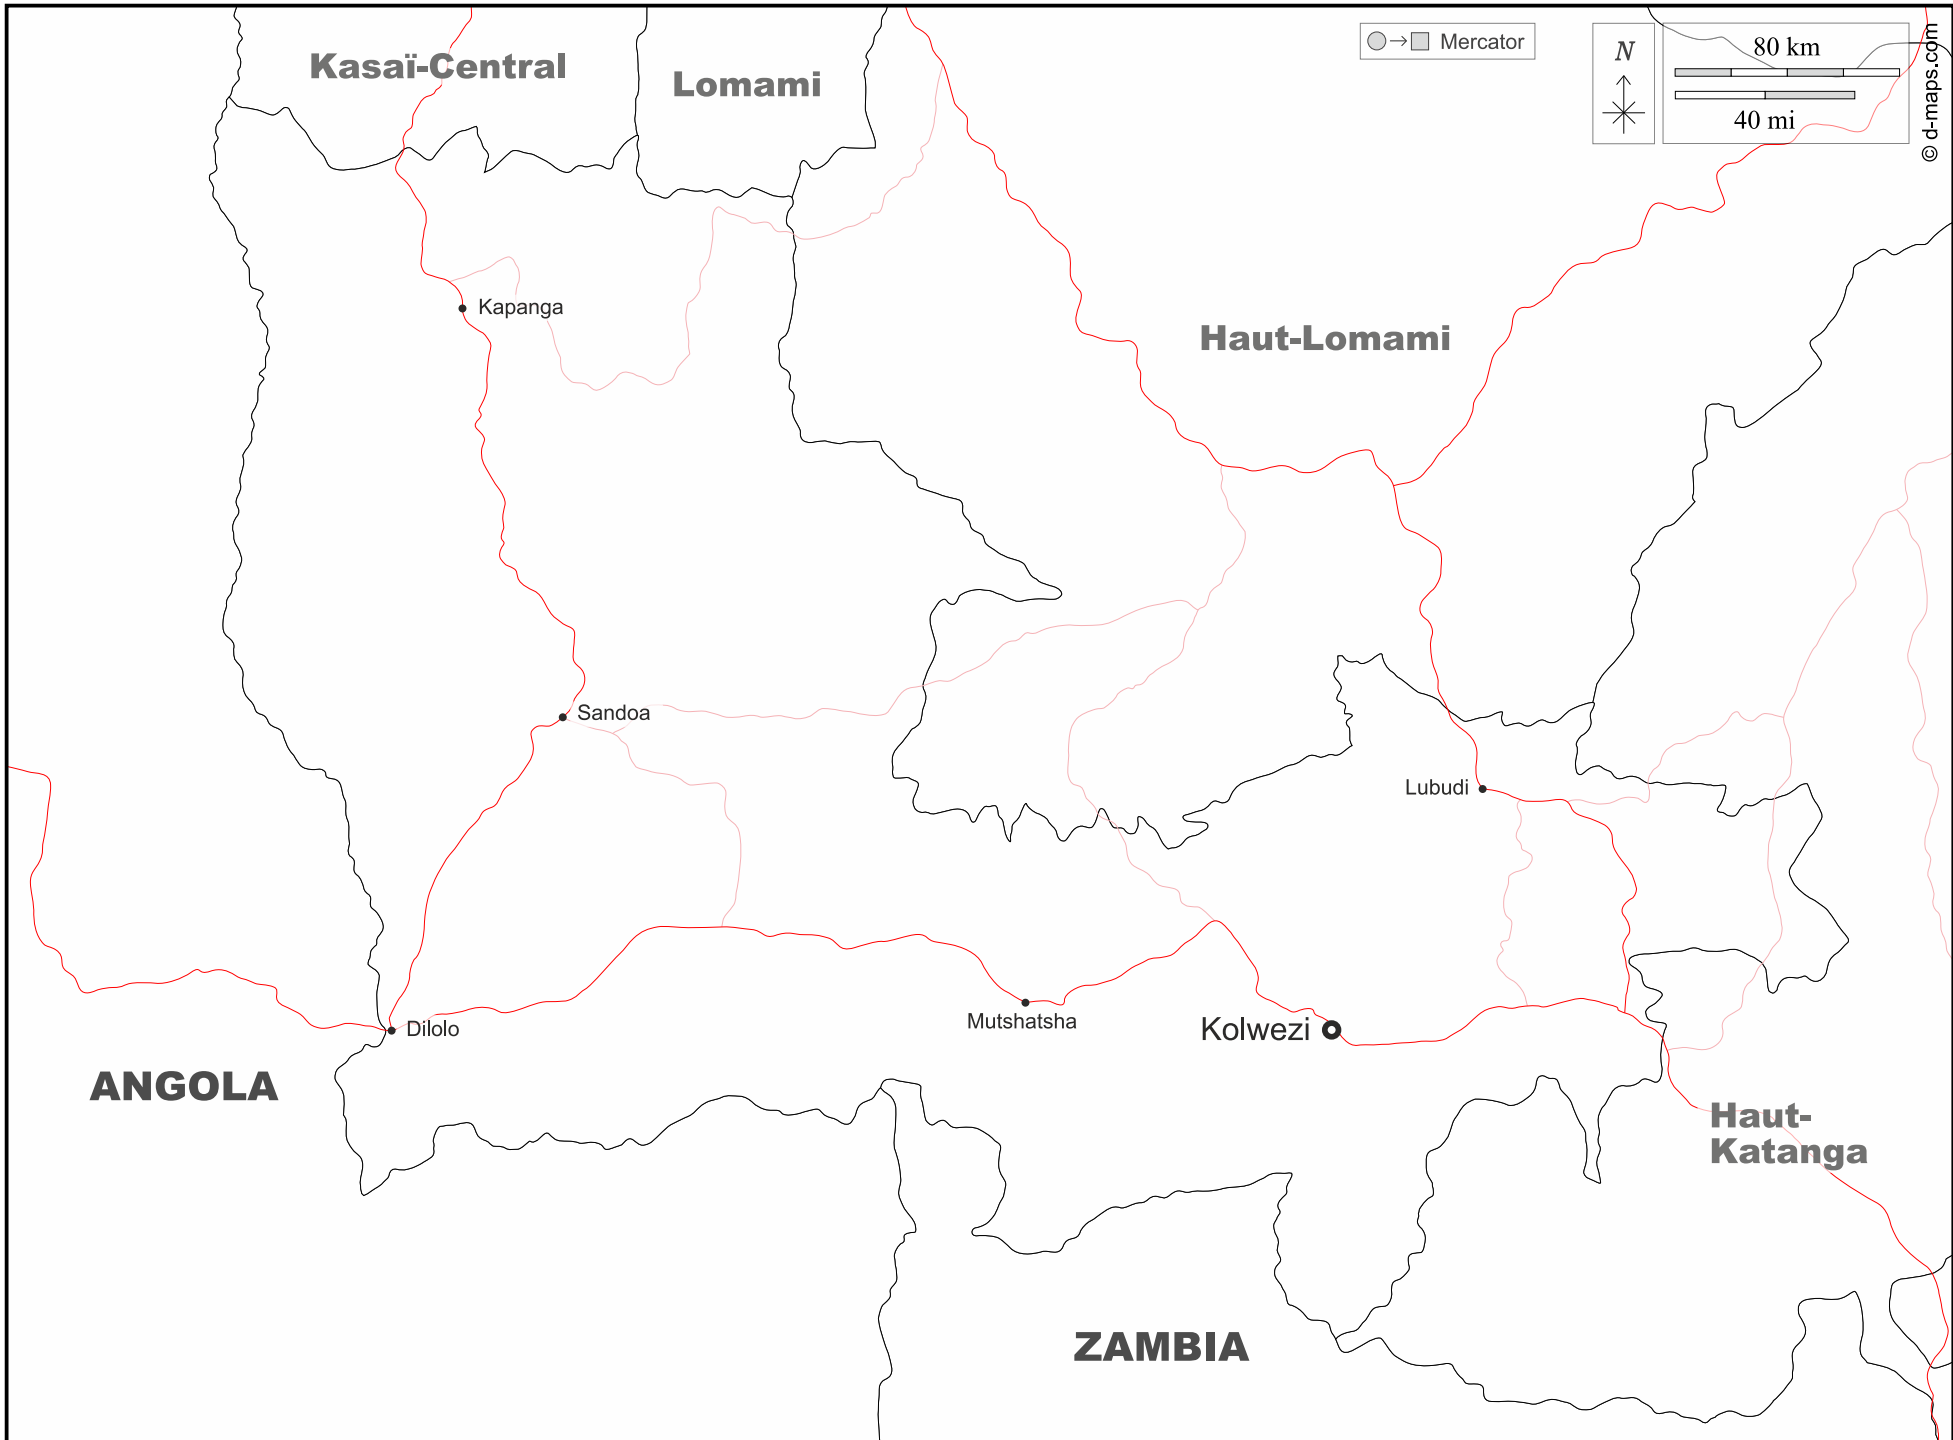 Kasaï-Central
Lomami
Mercator
N
80 km
40 mi
© d-maps.com
Kapanga
Haut-Lomami
Sandoa
Lubudi
Mutshatsha
Kolwezi
Dilolo
ANGOLA
Haut-
Katanga
ZAMBIA